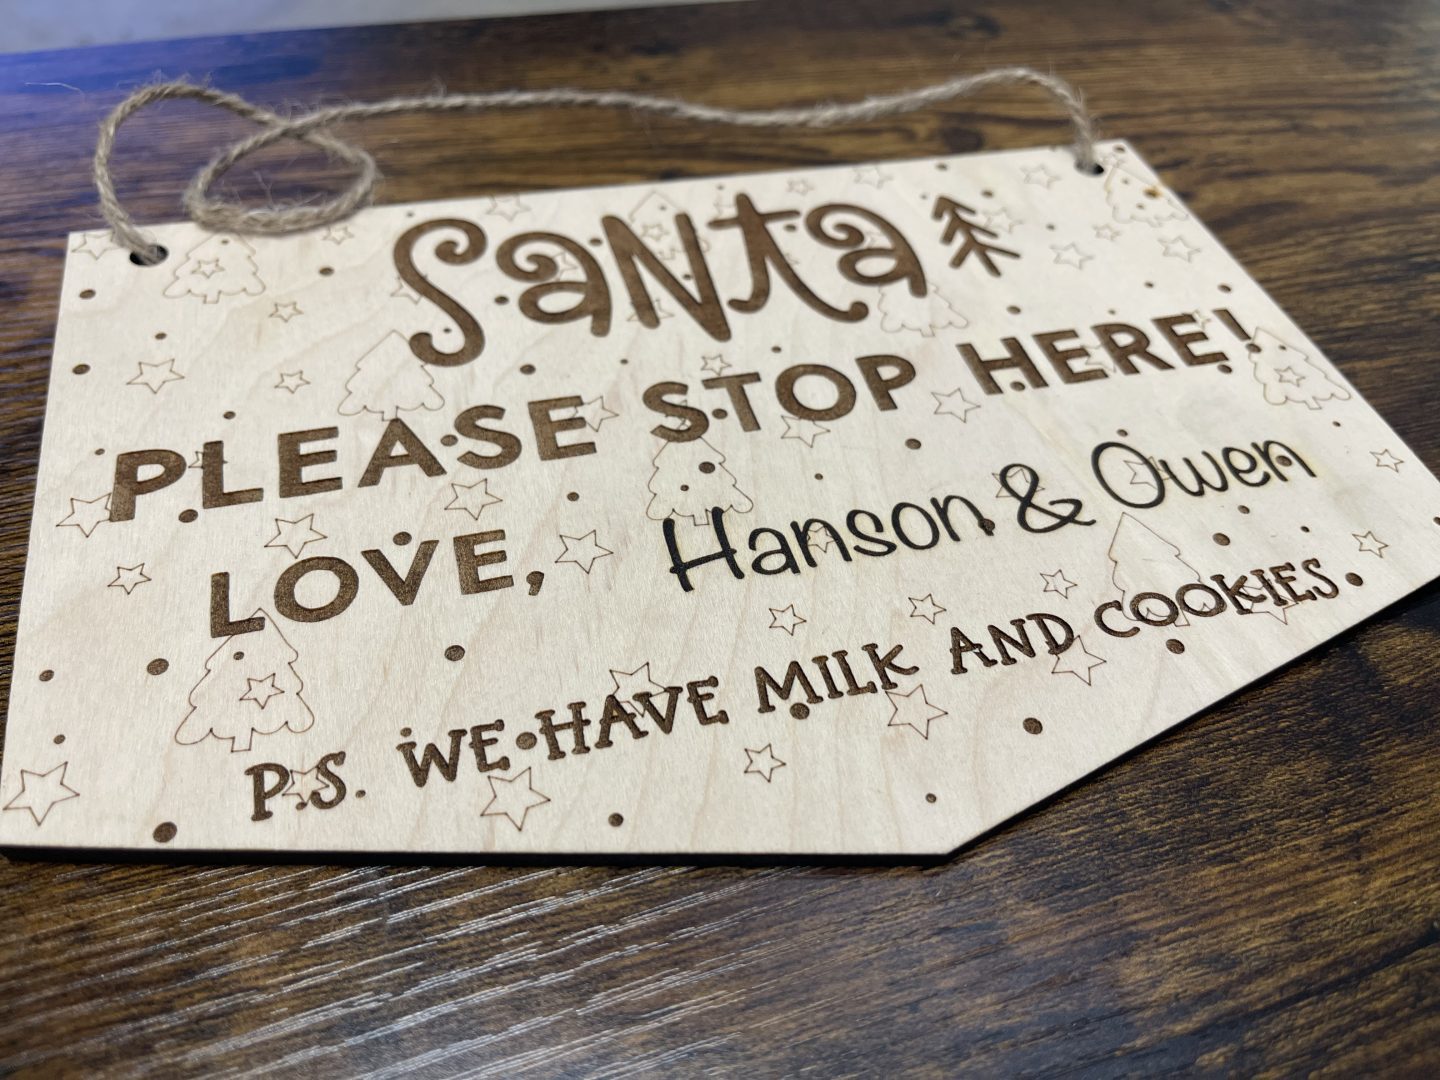 Santa
PLEASE STOP HERE!
LOVE, Hanson & Owen
P.S. WE HAVE MILK AND COOKIES.